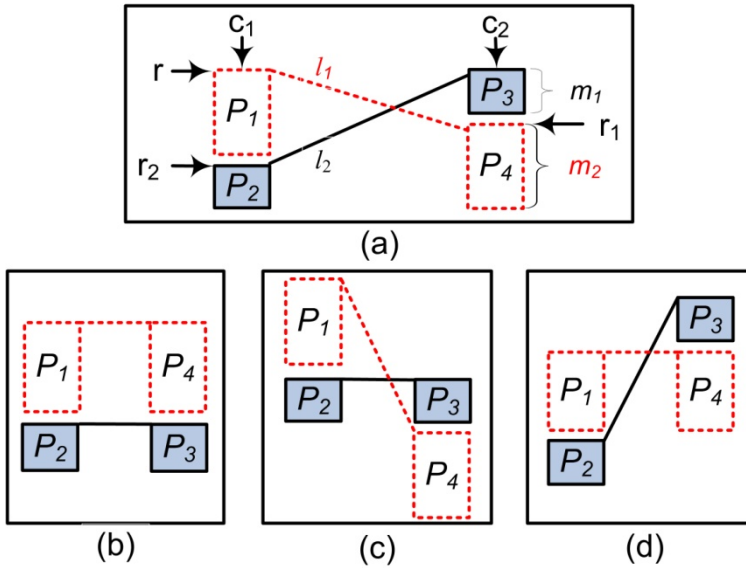 c₁ c₂
r l₁ P₃ m₁
P₁ r₁
r₂ l₂ P₄ m₂
P₂
(a)
P₁ P₄
P₂ P₃
(b)
P₁
P₂ P₃
P₄
(c)
P₃
P₁ P₄
P₂
(d)